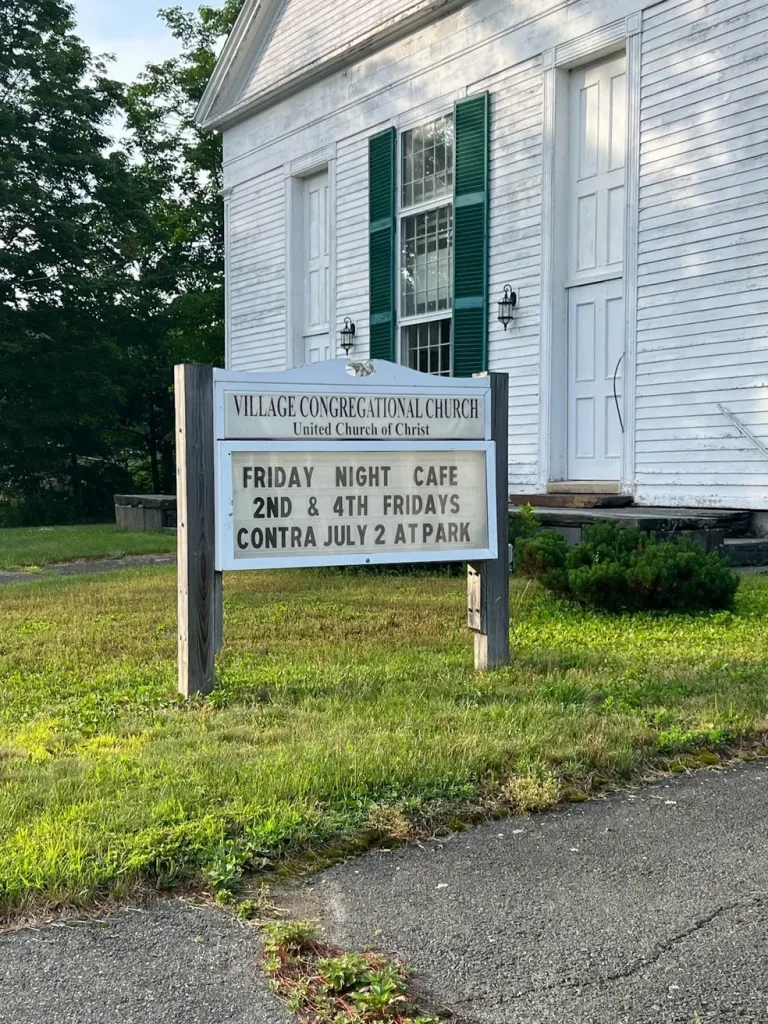 VILLAGE CONGREGATIONAL CHURCH
United Church of Christ
FRIDAY NIGHT CAFE
2ND & 4TH FRIDAYS
CONTRA JULY 2 AT PARK